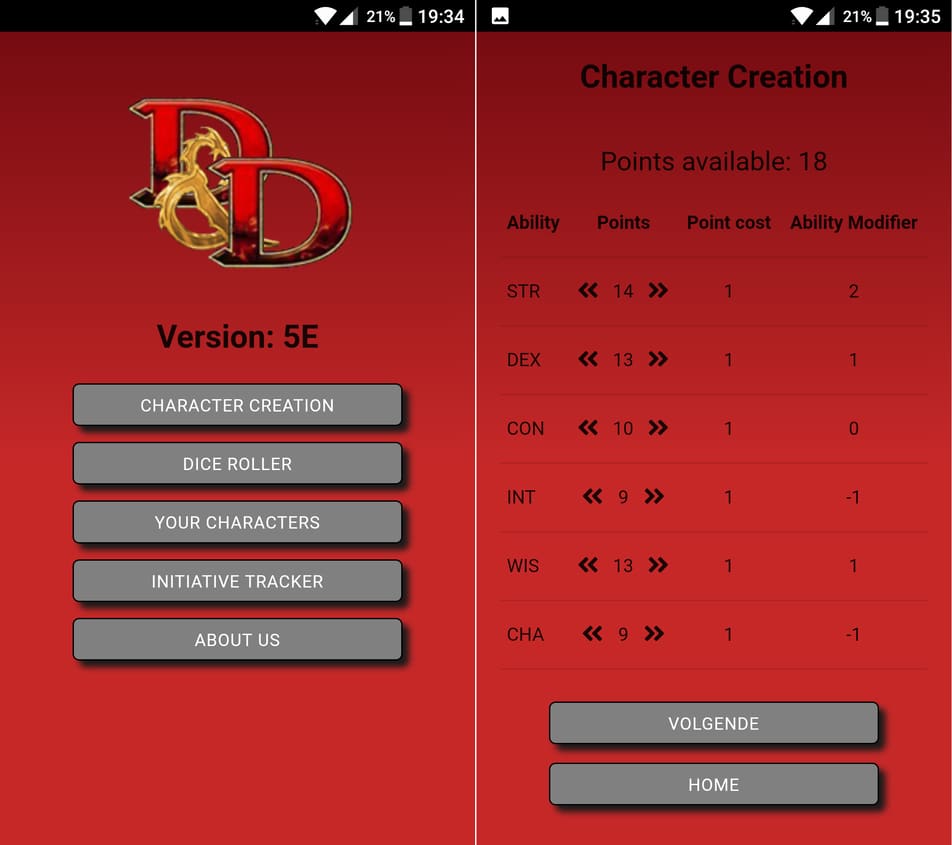 21% 19:34
D&D
Version: 5E
CHARACTER CREATION
DICE ROLLER
YOUR CHARACTERS
INITIATIVE TRACKER
ABOUT US
21% 19:35
Character Creation
Points available: 18
Ability Points Point cost Ability Modifier
STR 14 1 2
DEX 13 1 1
CON 10 1 0
INT 9 1 -1
WIS 13 1 1
CHA 9 1 -1
VOLGENDE
HOME